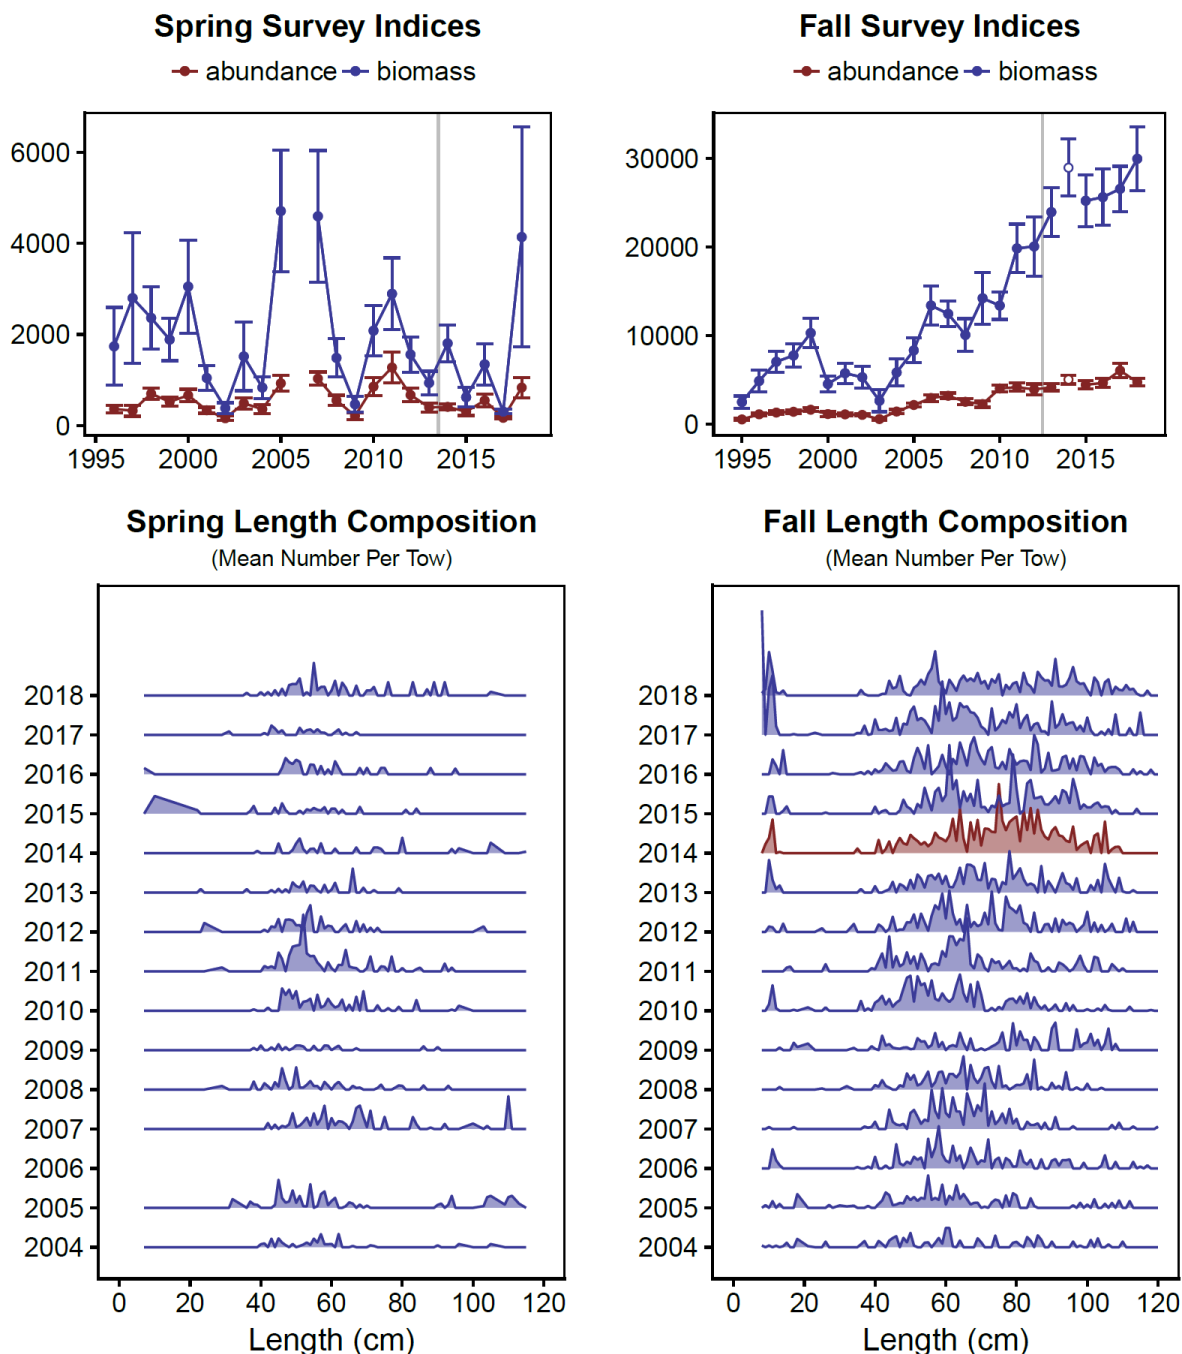 Spring Survey Indices
abundance biomass
6000
4000
2000
0
1995 2000 2005 2010 2015
Fall Survey Indices
abundance biomass
30000
20000
10000
0
1995 2000 2005 2010 2015
Spring Length Composition
(Mean Number Per Tow)
2018
2017
2016
2015
2014
2013
2012
2011
2010
2009
2008
2007
2006
2005
2004
0 20 40 60 80 100 120
Length (cm)
Fall Length Composition
(Mean Number Per Tow)
2018
2017
2016
2015
2014
2013
2012
2011
2010
2009
2008
2007
2006
2005
2004
0 20 40 60 80 100 120
Length (cm)